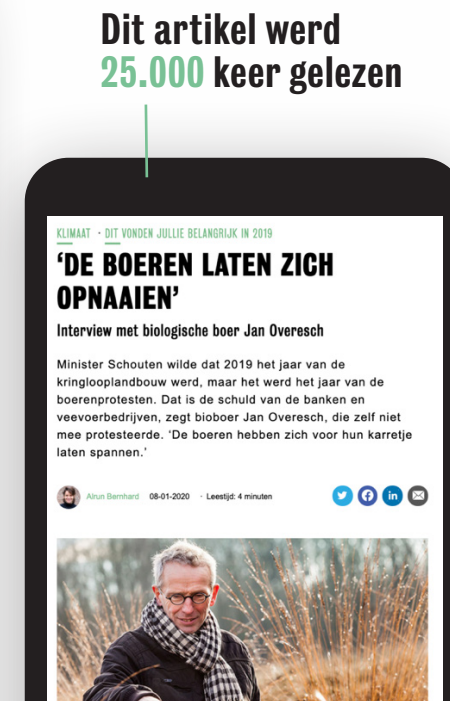 Dit artikel werd
25.000 keer gelezen
KLIMAAT • DIT VONDEN JULLIE BELANGRIJK IN 2019
‘DE BOEREN LATEN ZICH
OPNAAIEN’
Interview met biologische boer Jan Overesch
Minister Schouten wilde dat 2019 het jaar van de
kringlooplandbouw werd, maar het werd het jaar van de
boerenprotesten. Dat is de schuld van de banken en
veevoerbedrijven, zegt bioboer Jan Overesch, die zelf niet
mee protesteerde. ‘De boeren hebben zich voor hun karretje
laten spannen.’
Alrun Bernhard 08-01-2020 · Leestijd: 4 minuten